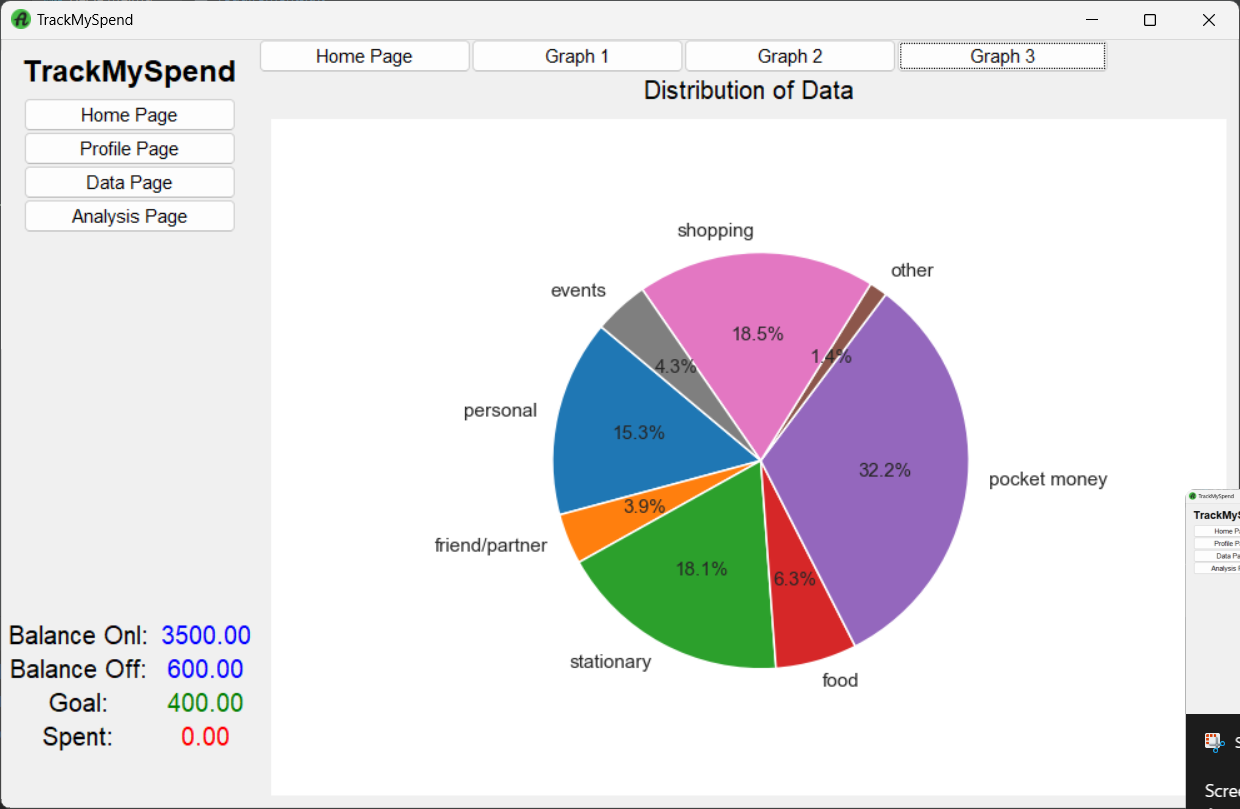 TrackMySpend
TrackMySpend
Home Page
Profile Page
Data Page
Analysis Page
Home Page Graph 1 Graph 2 Graph 3
Distribution of Data
shopping
other
events
18.5%
1.4%
4.3%
personal
15.3%
32.2%
pocket money
3.9%
friend/partner
18.1%
6.3%
stationary
food
Balance Onl: 3500.00
Balance Off: 600.00
Goal: 400.00
Spent: 0.00
TrackMySpend
Home
Profile
Data
Analysis